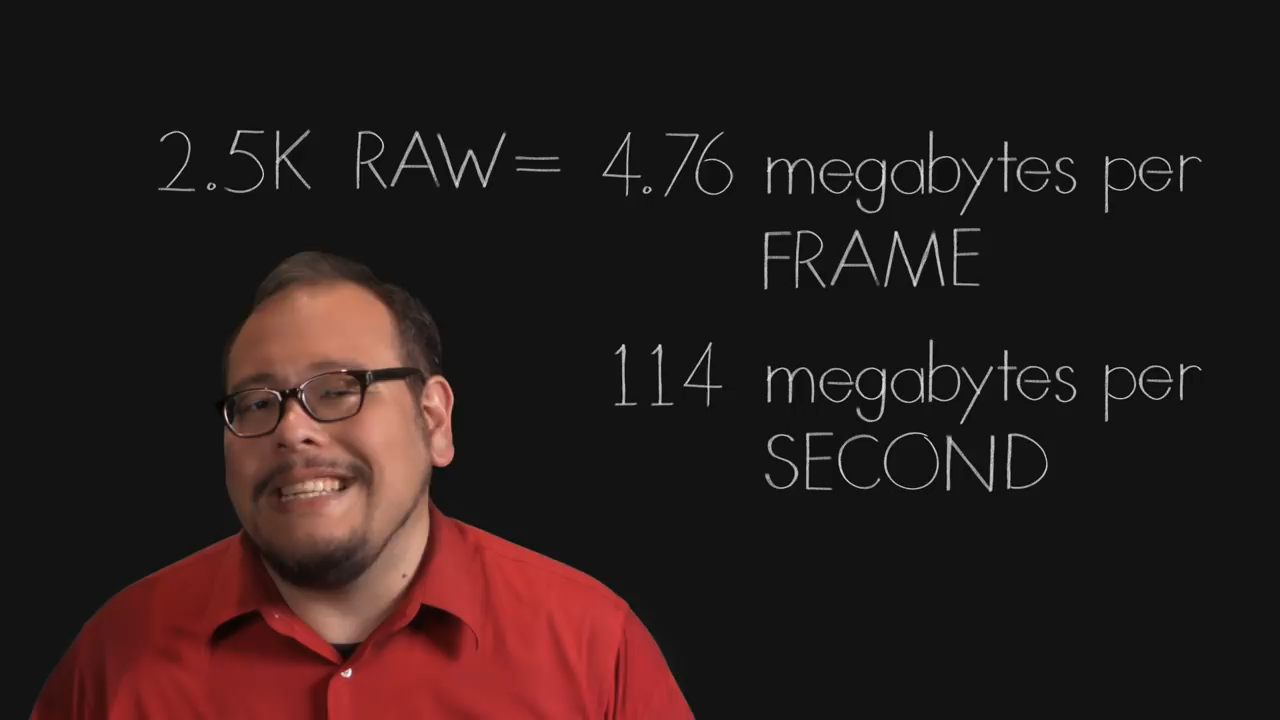 2.5K RAW = 4.76 megabytes per
FRAME
114 megabytes per
SECOND